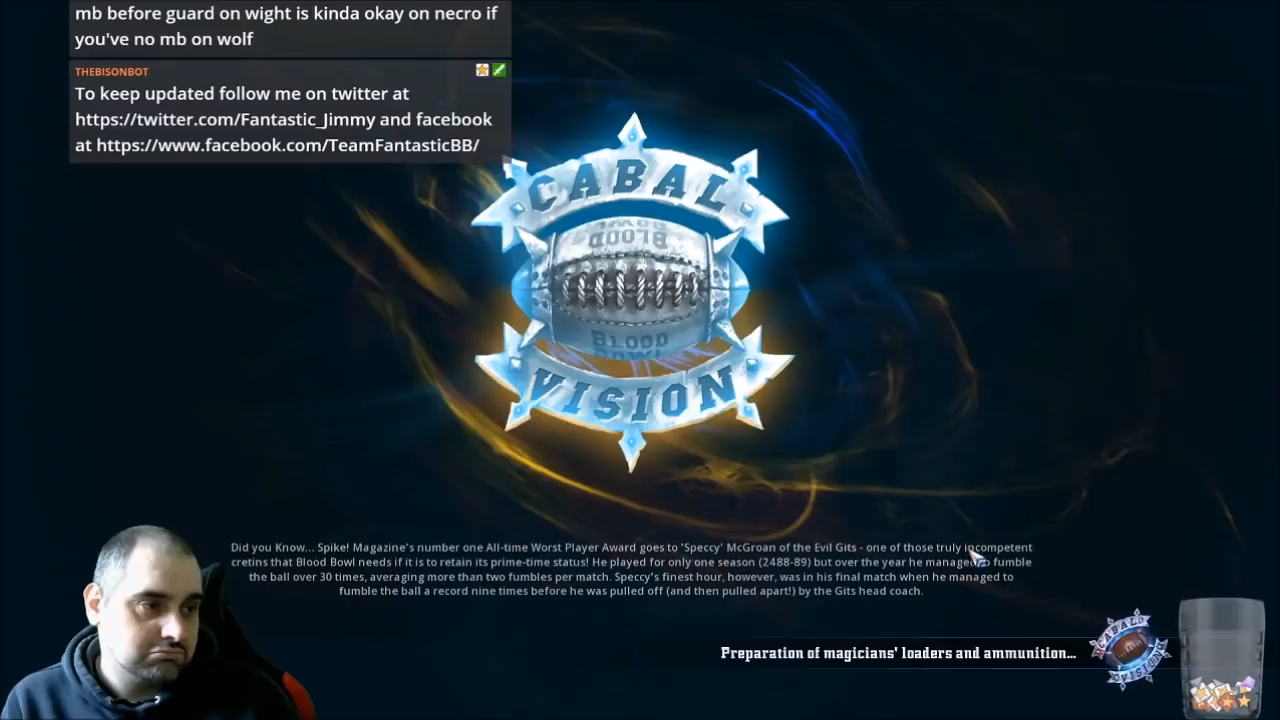 mb before guard on wight is kinda okay on necro if
you've no mb on wolf
THEBISONBOT
To keep updated follow me on twitter at
https://twitter.com/Fantastic_Jimmy and facebook
at https://www.facebook.com/TeamFantasticBB/
CABAL
BLOOD
BLOOD
BOWL
VISION
Did you Know... Spike! Magazine's number one All-time Worst Player Award goes to 'Speccy' McGroan of the Evil Gits - one of those truly incompetent
cretins that Blood Bowl needs if it is to retain its prime-time status! He played for only one season (2488-89) but over the year he managed to fumble
the ball over 30 times, averaging more than two fumbles per match. Speccy's finest hour, however, was in his final match when he managed to
fumble the ball a record nine times before he was pulled off (and then pulled apart!) by the Gits head coach.
Preparation of magicians' loaders and ammunition...
CABALD
VISION